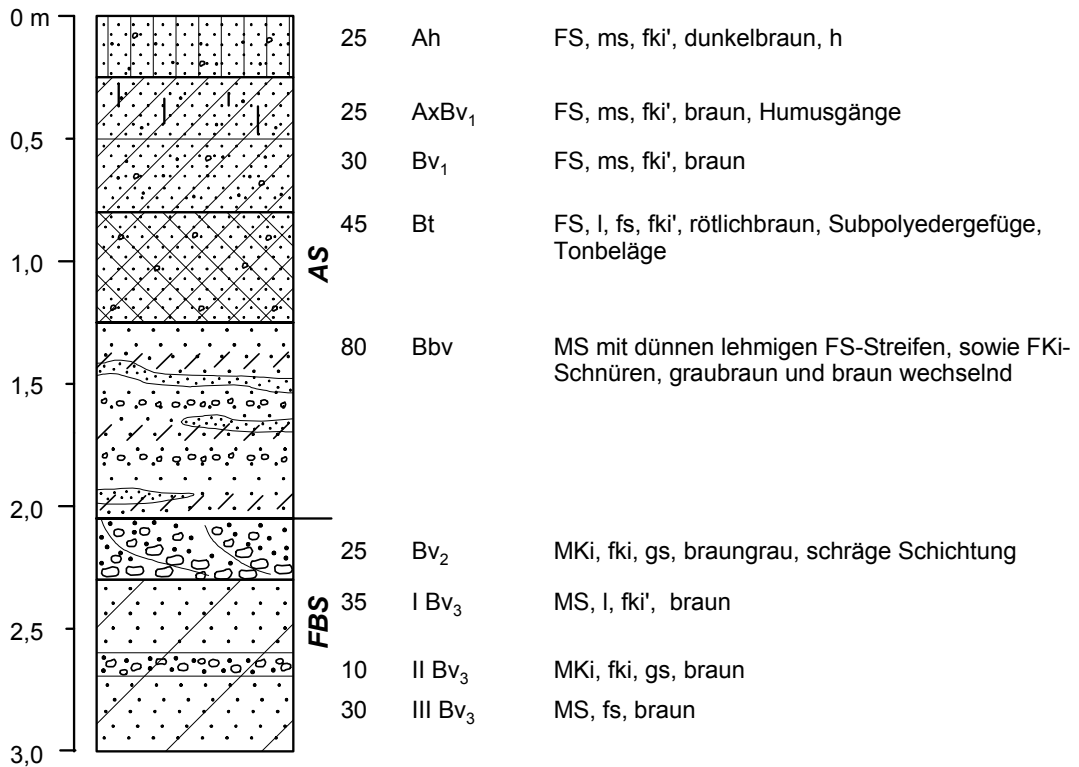 0 m
25 Ah FS, ms, fki', dunkelbraun, h
25 AxBv₁ FS, ms, fki', braun, Humusgänge
0,5
30 Bv₁ FS, ms, fki', braun
45 Bt FS, l, fs, fki', rötlichbraun, Subpolyedergefüge,
Tonbeläge
1,0
AS
80 Bbv MS mit dünnen lehmigen FS-Streifen, sowie FKi-
Schnüren, graubraun und braun wechselnd
1,5
2,0
25 Bv₂ MKi, fki, gs, braungrau, schräge Schichtung
FBS
35 I Bv₃ MS, l, fki', braun
2,5
10 II Bv₃ MKi, fki, gs, braun
30 III Bv₃ MS, fs, braun
3,0